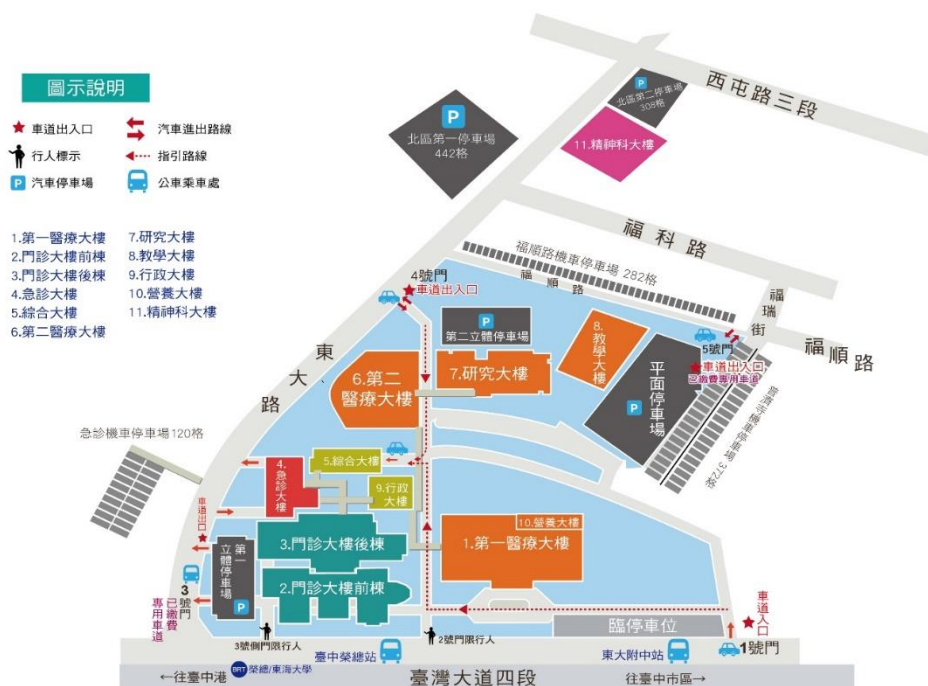 圖示說明
車道出入口
汽車進出路線
行人標示
指引路線
P 汽車停車場
公車乘車處
1.第一醫療大樓
2.門診大樓前棟
3.門診大樓後棟
4.急診大樓
5.綜合大樓
6.第二醫療大樓
7.研究大樓
8.教學大樓
9.行政大樓
10.營養大樓
11.精神科大樓
西屯路三段
P
北區第二停車場
308格
P
北區第一停車場
442格
11.精神科大樓
福科路
福順路機車停車場 282格
福順路
福瑞街
福順路
4號門
車道出入口
P
第二立體停車場
8.教學大樓
5號門
車道出入口
已繳費專用車道
平面停車場
P
普濟寺機車停車場 372格
東大路
6.第二
醫療大樓
7.研究大樓
急診機車停車場120格
5.綜合大樓
4.急診大樓
9.行政
大樓
車道出口
10.營養大樓
3.門診大樓後棟
1.第一醫療大樓
第一
立體停車場
P
2.門診大樓前棟
3號門
已繳費
專用車道
車道入口
臨停車位
3號側門限行人
2號門限行人
1號門
臺中榮總站
東大附中站
BRT 榮總/東海大學
←往臺中港
臺灣大道四段
往臺中市區→